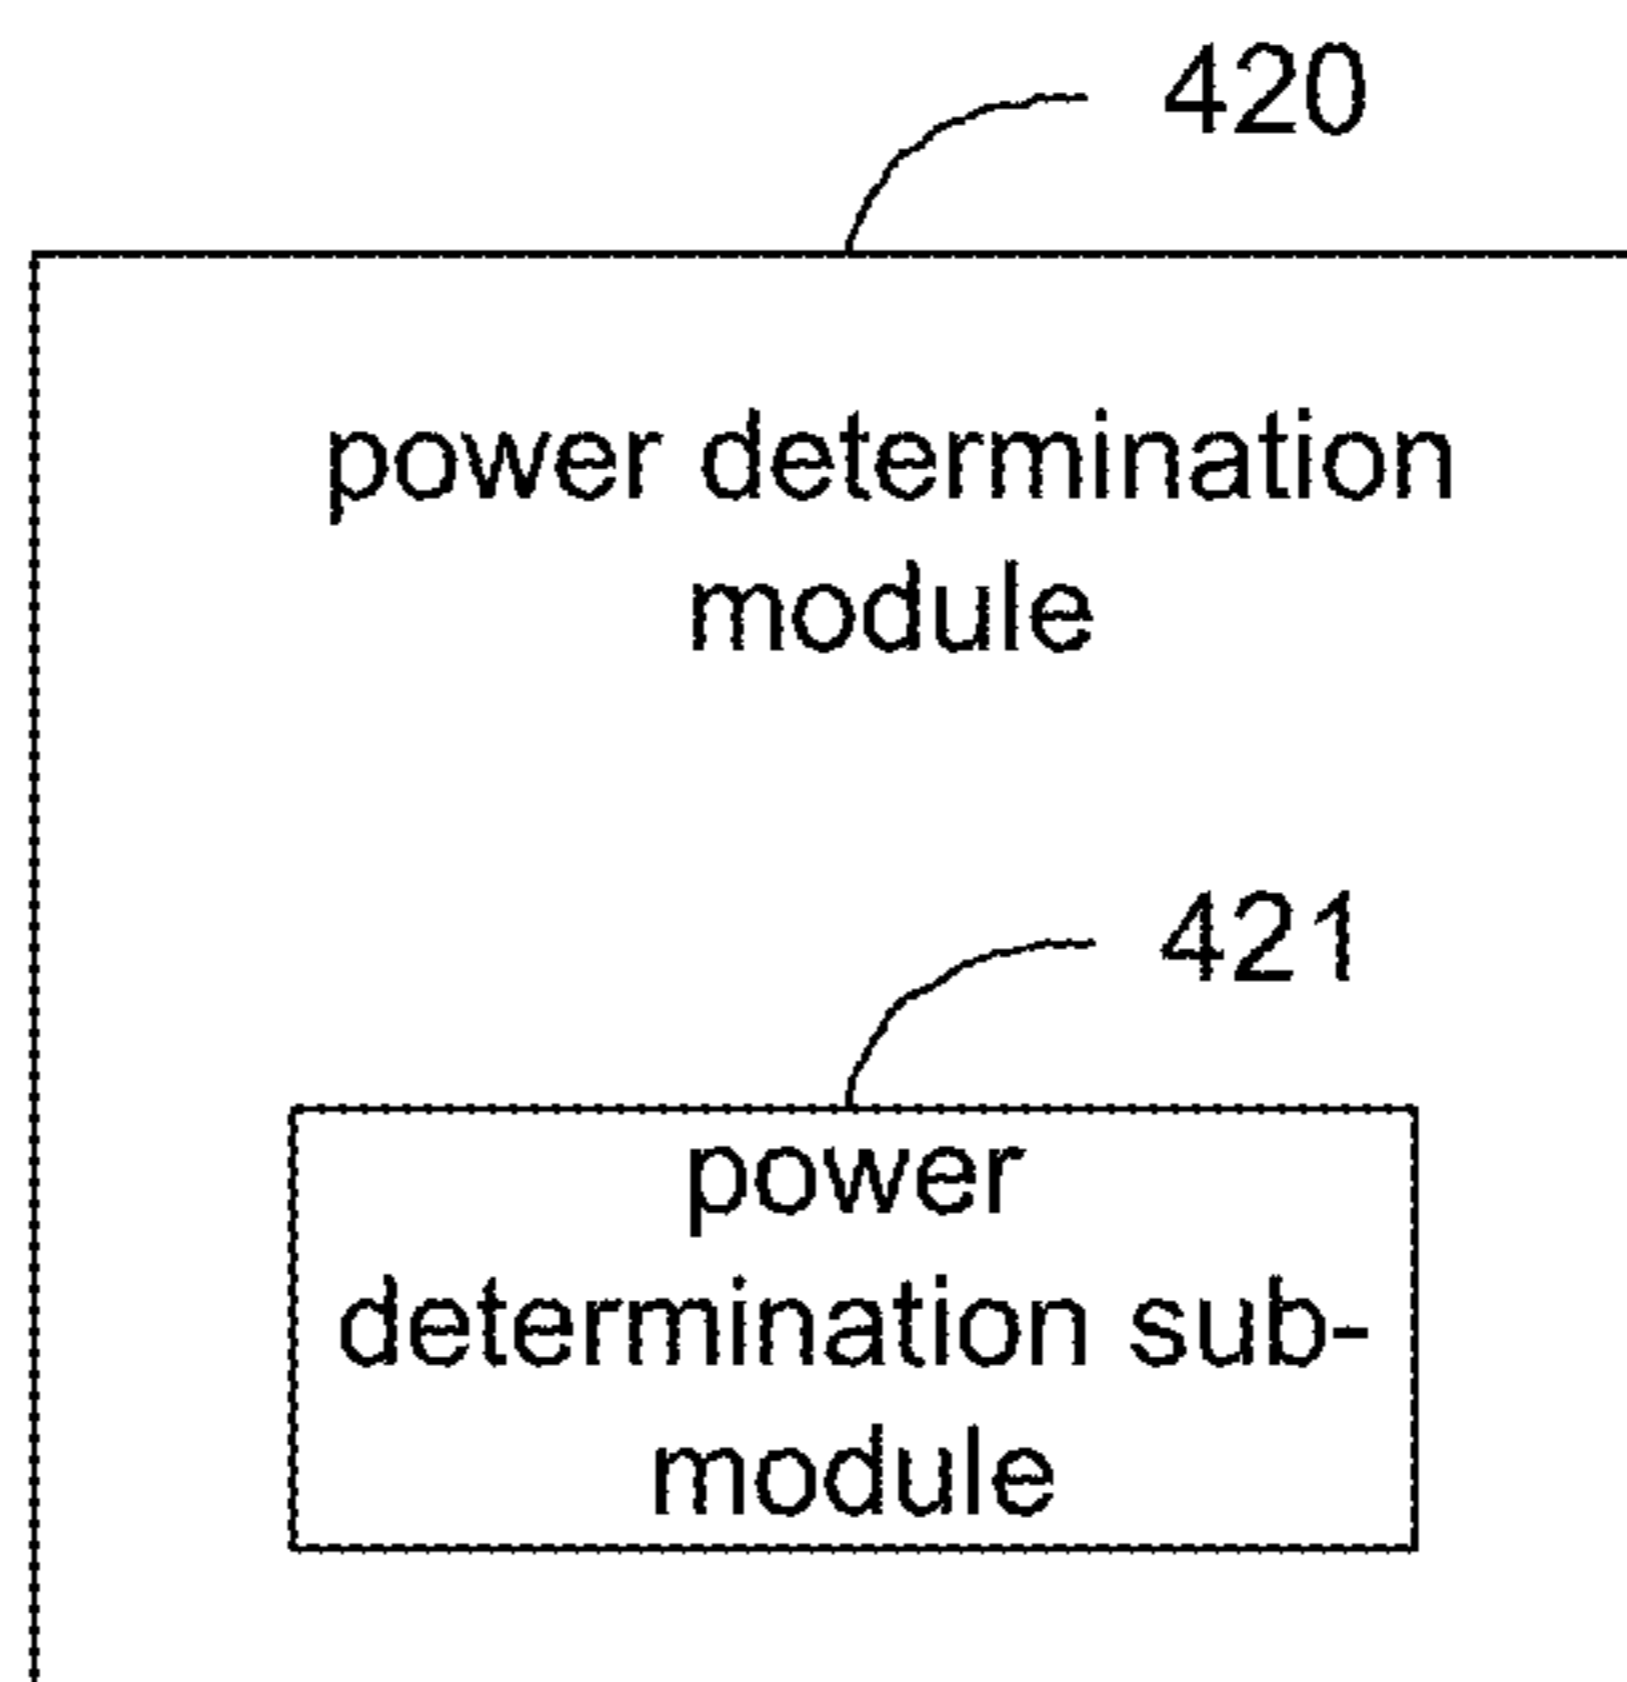 420
power determination
module
421
power
determination sub-
module